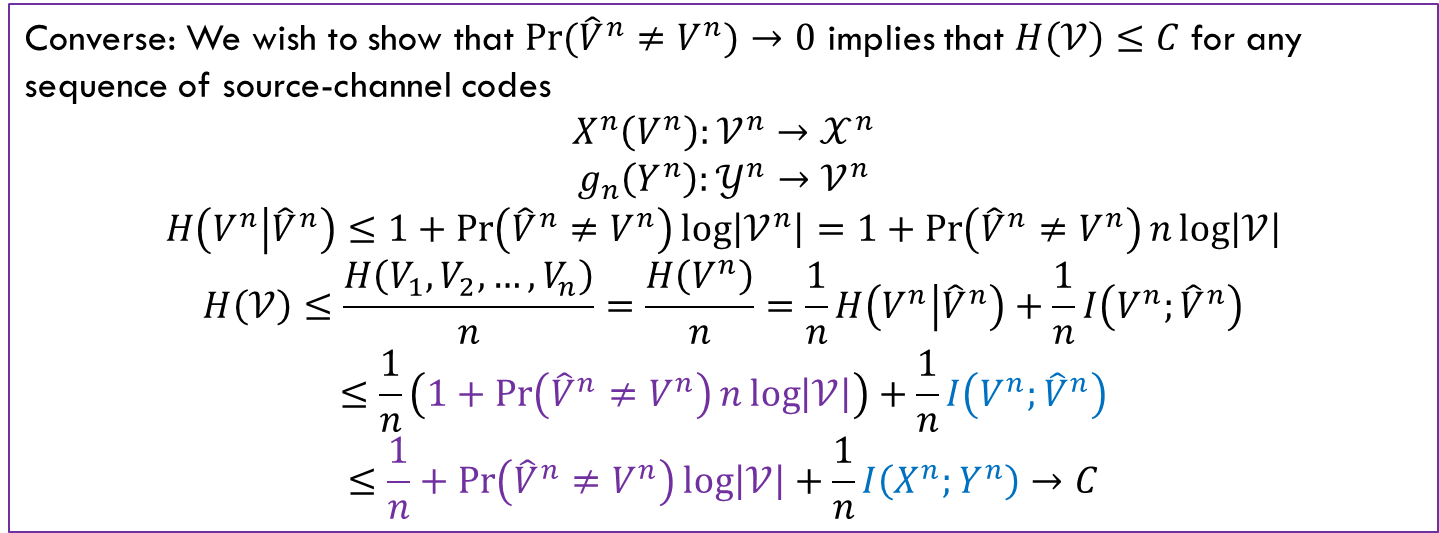 Converse: We wish to show that Pr(V̂ⁿ ≠ Vⁿ) → 0 implies that H(𝒱) ≤ C for any
sequence of source-channel codes
Xⁿ(Vⁿ): 𝒱ⁿ → 𝒳ⁿ
gₙ(Yⁿ): 𝒴ⁿ → 𝒱ⁿ
H(Vⁿ|V̂ⁿ) ≤ 1 + Pr(V̂ⁿ ≠ Vⁿ) log|𝒱ⁿ| = 1 + Pr(V̂ⁿ ≠ Vⁿ) n log|𝒱|
H(𝒱) ≤ H(V₁, V₂, … , Vₙ)/n = H(Vⁿ)/n = 1/n H(Vⁿ|V̂ⁿ) + 1/n I(Vⁿ; V̂ⁿ)
≤ 1/n (1 + Pr(V̂ⁿ ≠ Vⁿ) n log|𝒱|) + 1/n I(Vⁿ; V̂ⁿ)
≤ 1/n + Pr(V̂ⁿ ≠ Vⁿ) log|𝒱| + 1/n I(Xⁿ; Yⁿ) → C